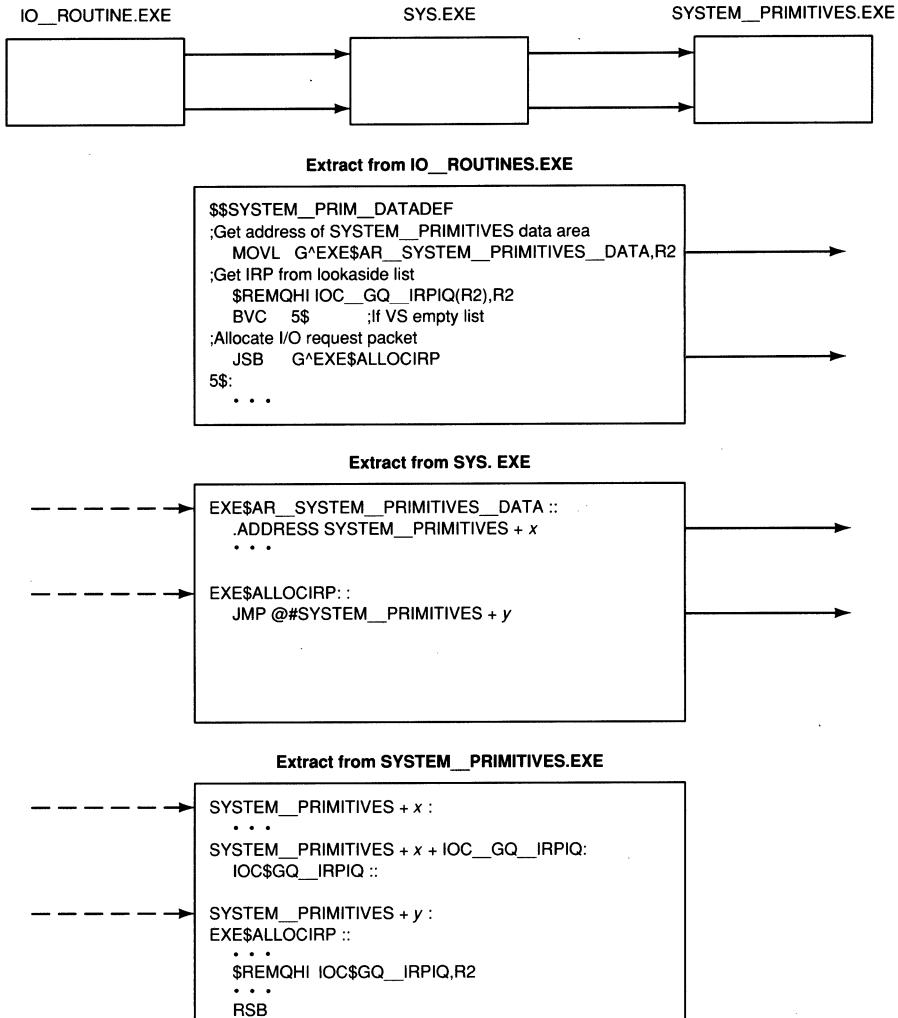 IO__ROUTINE.EXE SYS.EXE SYSTEM__PRIMITIVES.EXE
Extract from IO__ROUTINES.EXE
$$SYSTEM__PRIM__DATADEF
;Get address of SYSTEM__PRIMITIVES data area
MOVL G^EXE$AR__SYSTEM__PRIMITIVES__DATA,R2
;Get IRP from lookaside list
$REMQHI IOC__GQ__IRPIQ(R2),R2
BVC 5$ ;If VS empty list
;Allocate I/O request packet
JSB G^EXE$ALLOCIRP
5$:
• • •
Extract from SYS. EXE
EXE$AR__SYSTEM__PRIMITIVES__DATA ::
.ADDRESS SYSTEM__PRIMITIVES + x
• • •
EXE$ALLOCIRP: :
JMP @#SYSTEM__PRIMITIVES + y
Extract from SYSTEM__PRIMITIVES.EXE
SYSTEM__PRIMITIVES + x :
• • •
SYSTEM__PRIMITIVES + x + IOC__GQ__IRPIQ:
IOC$GQ__IRPIQ ::
SYSTEM__PRIMITIVES + y :
EXE$ALLOCIRP ::
• • •
$REMQHI IOC$GQ__IRPIQ,R2
• • •
RSB